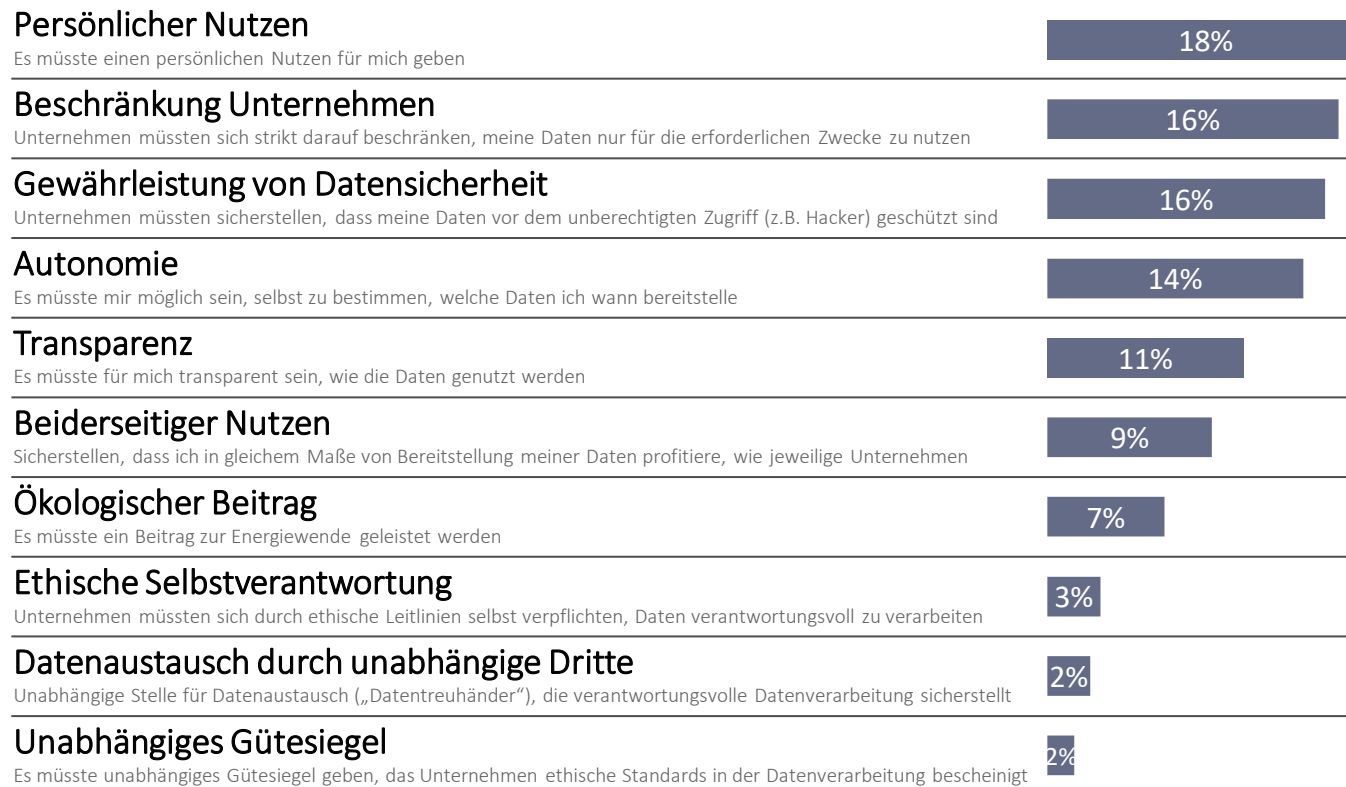 Persönlicher Nutzen
Es müsste einen persönlichen Nutzen für mich geben
18%
Beschränkung Unternehmen
Unternehmen müssten sich strikt darauf beschränken, meine Daten nur für die erforderlichen Zwecke zu nutzen
16%
Gewährleistung von Datensicherheit
Unternehmen müssten sicherstellen, dass meine Daten vor dem unberechtigten Zugriff (z.B. Hacker) geschützt sind
16%
Autonomie
Es müsste mir möglich sein, selbst zu bestimmen, welche Daten ich wann bereitstelle
14%
Transparenz
Es müsste für mich transparent sein, wie die Daten genutzt werden
11%
Beiderseitiger Nutzen
Sicherstellen, dass ich in gleichem Maße von Bereitstellung meiner Daten profitiere, wie jeweilige Unternehmen
9%
Ökologischer Beitrag
Es müsste ein Beitrag zur Energiewende geleistet werden
7%
Ethische Selbstverantwortung
Unternehmen müssten sich durch ethische Leitlinien selbst verpflichten, Daten verantwortungsvoll zu verarbeiten
3%
Datenaustausch durch unabhängige Dritte
Unabhängige Stelle für Datenaustausch („Datentreuhänder“), die verantwortungsvolle Datenverarbeitung sicherstellt
2%
Unabhängiges Gütesiegel
Es müsste unabhängiges Gütesiegel geben, das Unternehmen ethische Standards in der Datenverarbeitung bescheinigt
2%